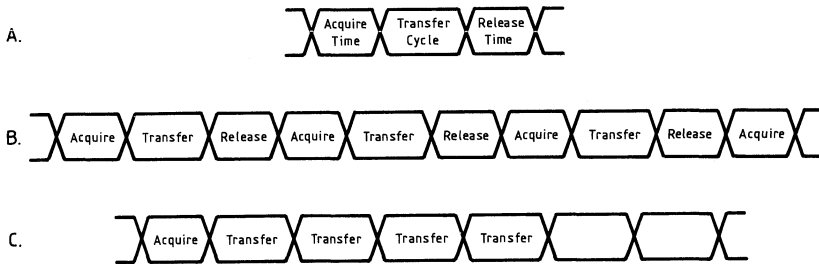 A.
Acquire Time
Transfer Cycle
Release Time
B.
Acquire Transfer Release Acquire Transfer Release Acquire Transfer Release Acquire
C.
Acquire Transfer Transfer Transfer Transfer